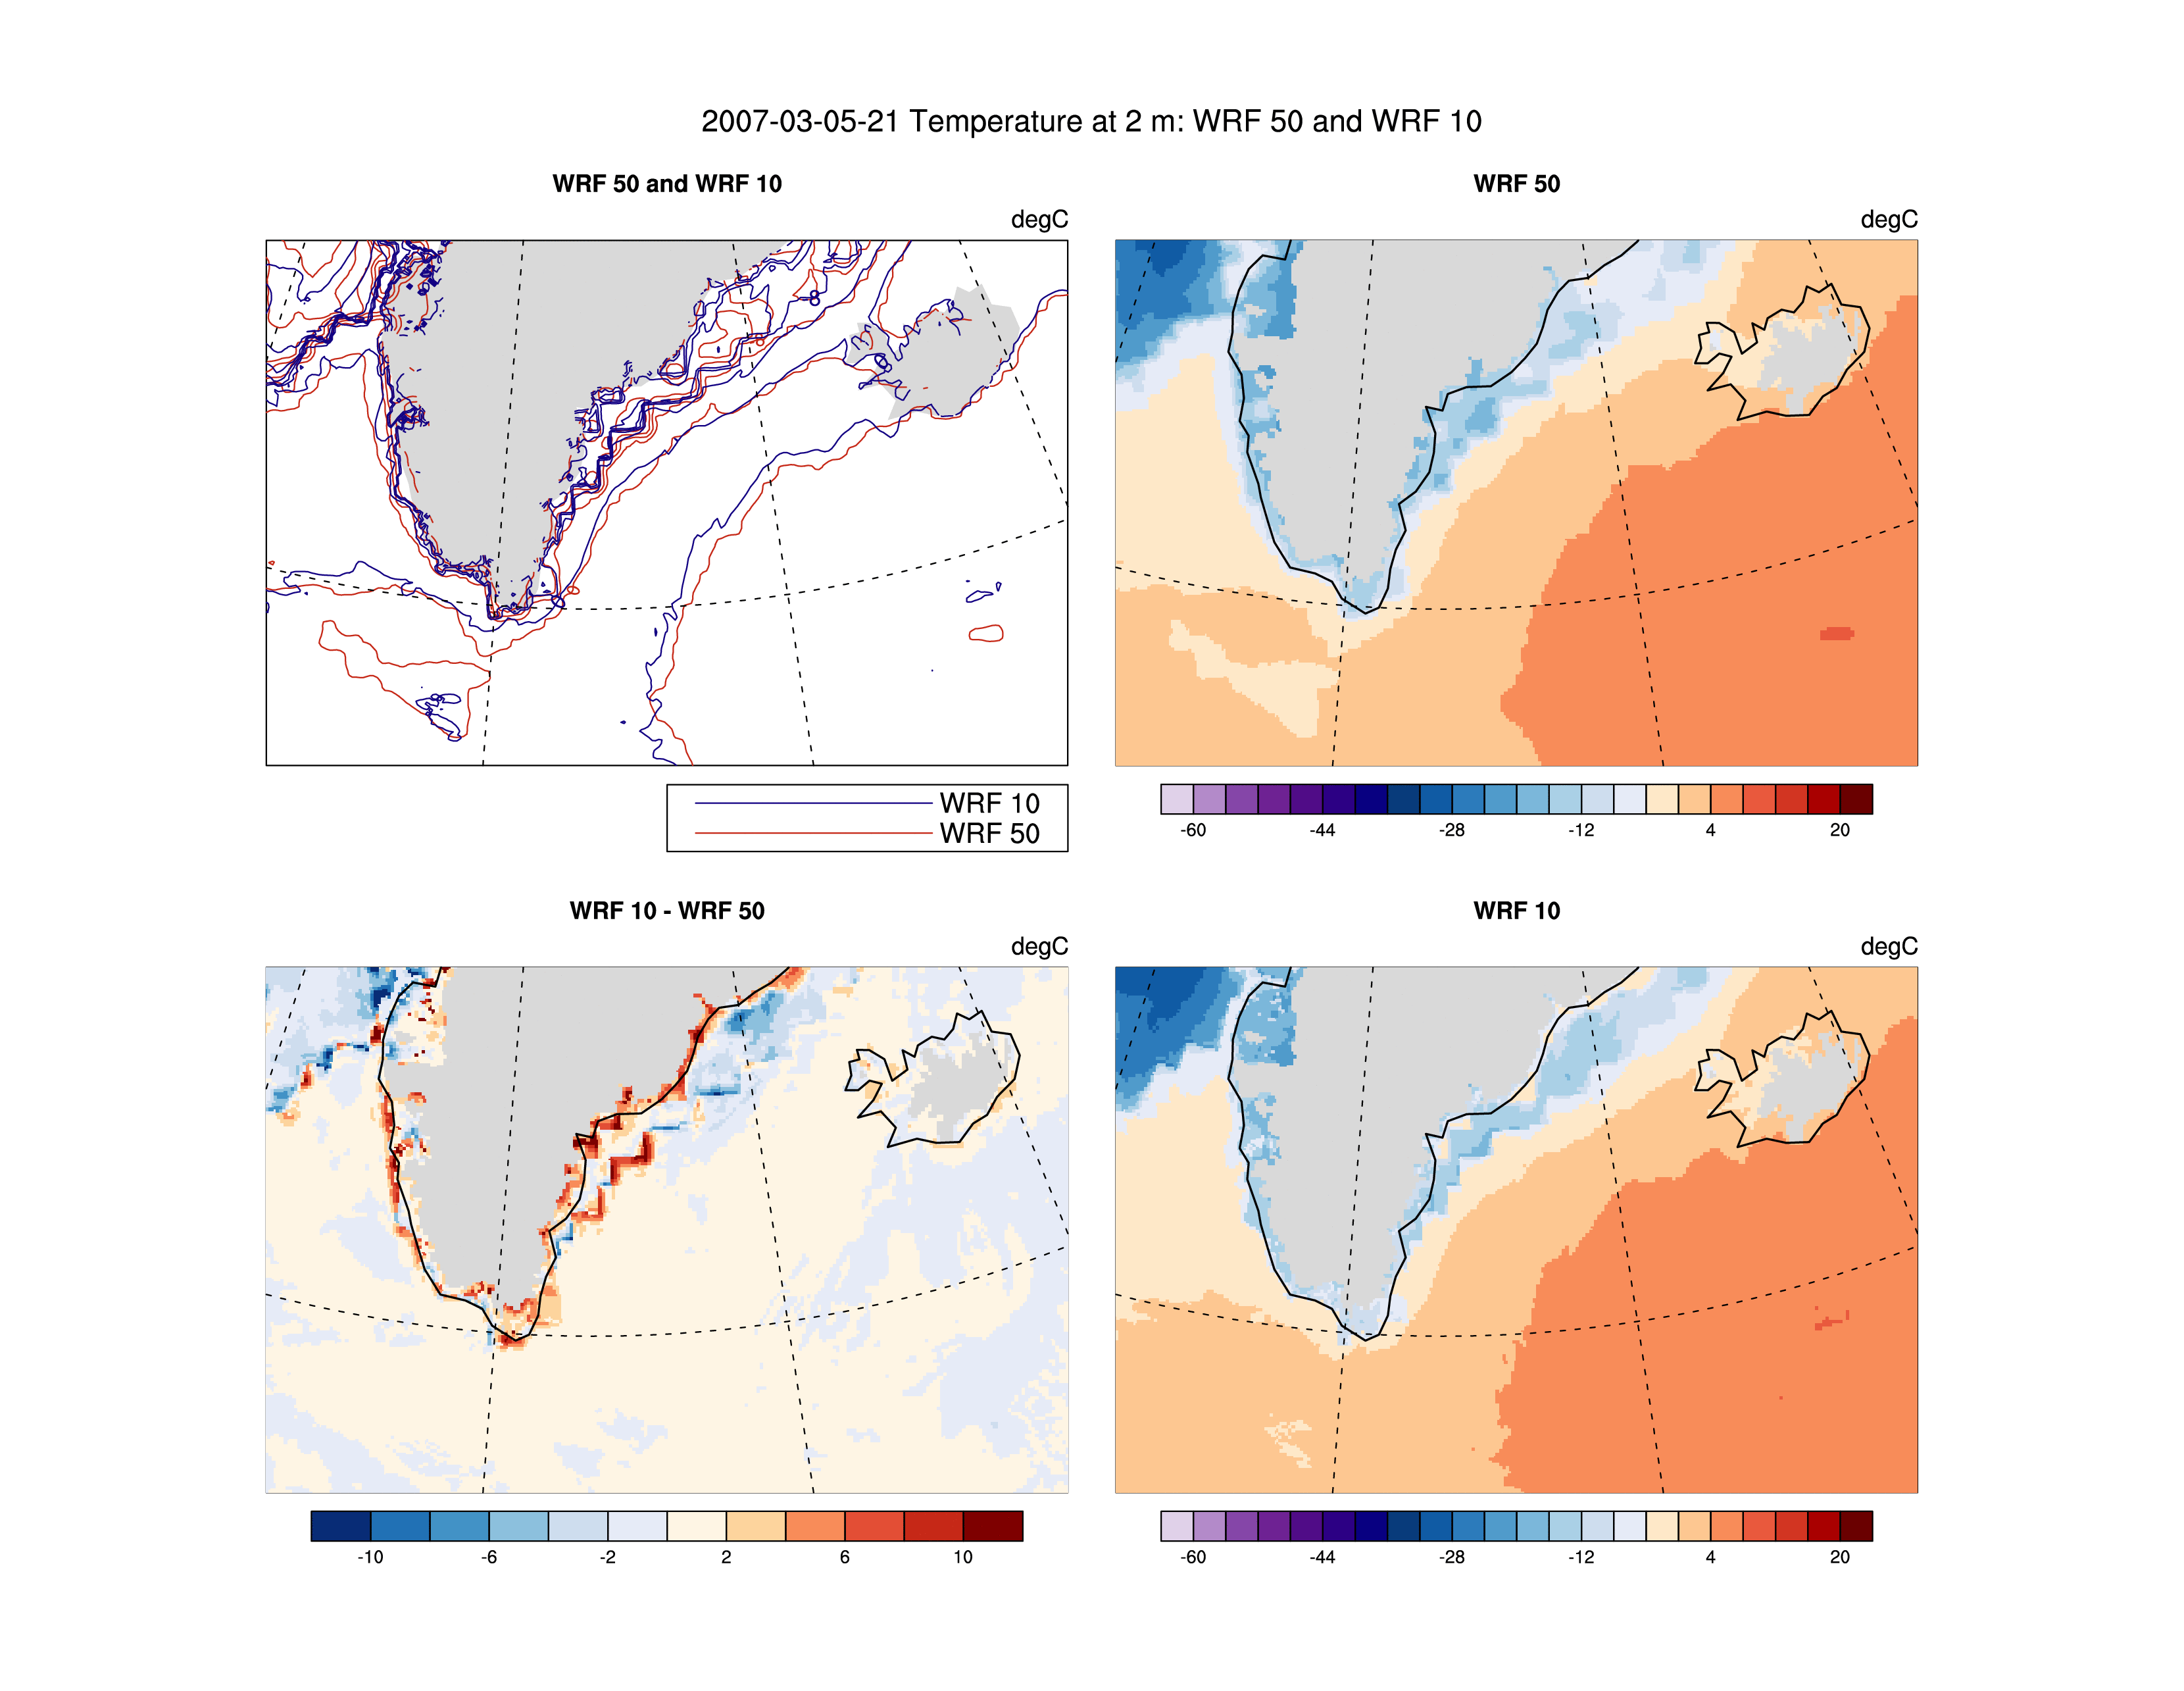 2007-03-05-21 Temperature at 2 m: WRF 50 and WRF 10
WRF 50 and WRF 10
degC
8
WRF 10
WRF 50
WRF 50
degC
-60 -44 -28 -12 4 20
WRF 10 - WRF 50
degC
-10 -6 -2 2 6 10
WRF 10
degC
-60 -44 -28 -12 4 20